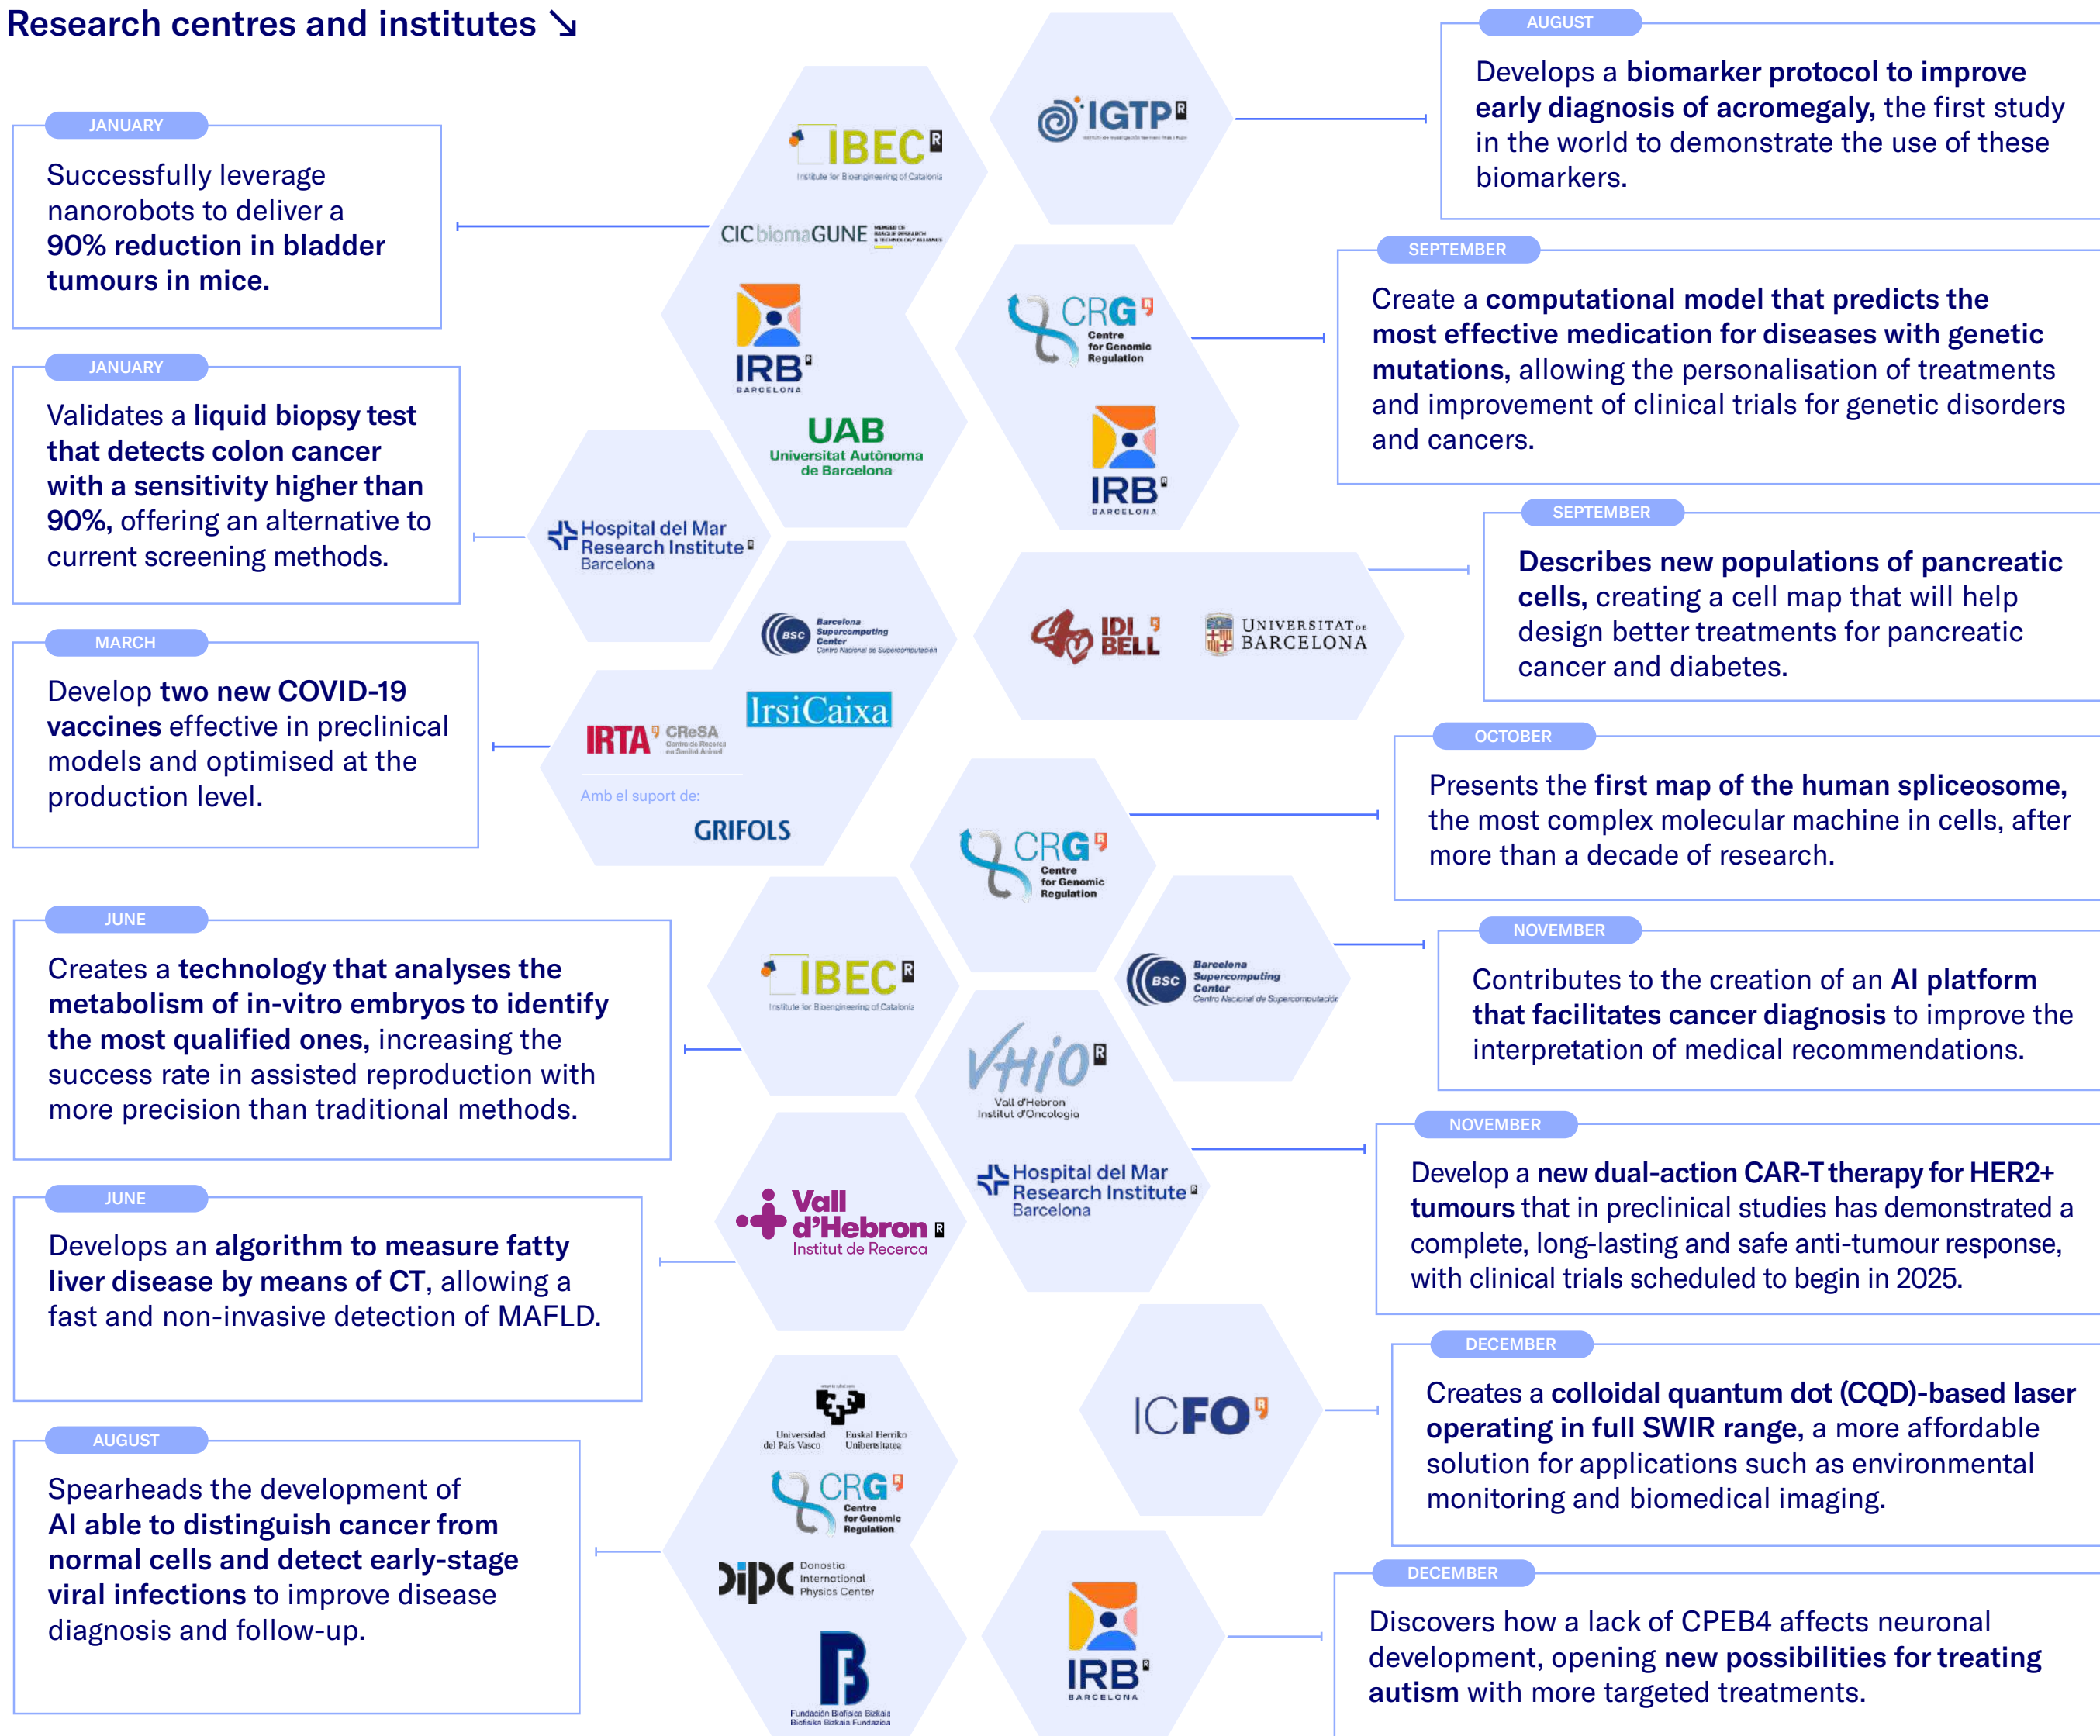 Research centres and institutes ↘
JANUARY
Successfully leverage
nanorobots to deliver a
90% reduction in bladder
tumours in mice.
IBEC R
Institute for Bioengineering of Catalonia
CIC biomaGUNE
MEMBER OF
BASQUE RESEARCH
& TECHNOLOGY ALLIANCE
IRB R
BARCELONA
UAB
Universitat Autònoma
de Barcelona
JANUARY
Validates a liquid biopsy test
that detects colon cancer
with a sensitivity higher than
90%, offering an alternative to
current screening methods.
Hospital del Mar
Research Institute
Barcelona
MARCH
Develop two new COVID-19
vaccines effective in preclinical
models and optimised at the
production level.
BSC
Barcelona
Supercomputing
Center
Centro Nacional de Supercomputación
IrsiCaixa
IRTA R CReSA
Centre de Recerca
en Sanitat Animal
Amb el suport de:
GRIFOLS
JUNE
Creates a technology that analyses the
metabolism of in-vitro embryos to identify
the most qualified ones, increasing the
success rate in assisted reproduction with
more precision than traditional methods.
IBEC R
Institute for Bioengineering of Catalonia
JUNE
Develops an algorithm to measure fatty
liver disease by means of CT, allowing a
fast and non-invasive detection of MAFLD.
Vall
d'Hebron R
Institut de Recerca
AUGUST
Spearheads the development of
AI able to distinguish cancer from
normal cells and detect early-stage
viral infections to improve disease
diagnosis and follow-up.
Universidad Euskal Herriko
del País Vasco Unibertsitatea
CRG R
Centre
for Genomic
Regulation
DIPC
Donostia
International
Physics Center
Fundación Biofísica Bizkaia
Biofisika Bizkaia Fundazioa
AUGUST
Develops a biomarker protocol to improve
early diagnosis of acromegaly, the first study
in the world to demonstrate the use of these
biomarkers.
IGTP R
SEPTEMBER
Create a computational model that predicts the
most effective medication for diseases with genetic
mutations, allowing the personalisation of treatments
and improvement of clinical trials for genetic disorders
and cancers.
CRG R
Centre
for Genomic
Regulation
IRB R
BARCELONA
SEPTEMBER
Describes new populations of pancreatic
cells, creating a cell map that will help
design better treatments for pancreatic
cancer and diabetes.
IDI R
BELL
UNIVERSITAT DE
BARCELONA
OCTOBER
Presents the first map of the human spliceosome,
the most complex molecular machine in cells, after
more than a decade of research.
CRG R
Centre
for Genomic
Regulation
NOVEMBER
Contributes to the creation of an AI platform
that facilitates cancer diagnosis to improve the
interpretation of medical recommendations.
BSC
Barcelona
Supercomputing
Center
Centro Nacional de Supercomputación
NOVEMBER
Develop a new dual-action CAR-T therapy for HER2+
tumours that in preclinical studies has demonstrated a
complete, long-lasting and safe anti-tumour response,
with clinical trials scheduled to begin in 2025.
VHIO R
Vall d'Hebron
Institut d'Oncologia
Hospital del Mar
Research Institute
Barcelona
DECEMBER
Creates a colloidal quantum dot (CQD)-based laser
operating in full SWIR range, a more affordable
solution for applications such as environmental
monitoring and biomedical imaging.
ICFO R
DECEMBER
Discovers how a lack of CPEB4 affects neuronal
development, opening new possibilities for treating
autism with more targeted treatments.
IRB R
BARCELONA